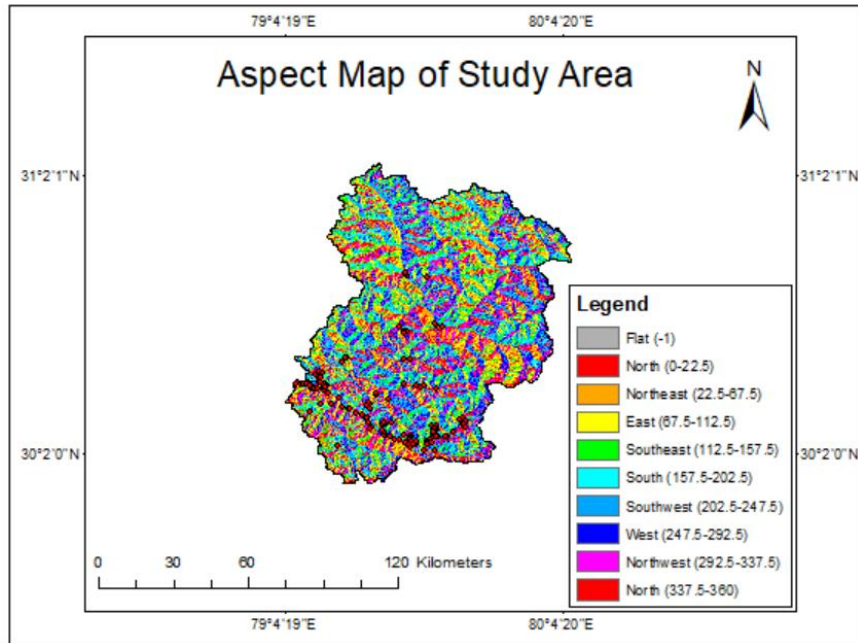 79°4'19"E 80°4'20"E
Aspect Map of Study Area
N
31°2'1"N 31°2'1"N
Legend
Flat (-1)
North (0-22.5)
Northeast (22.5-67.5)
East (67.5-112.5)
Southeast (112.5-157.5)
South (157.5-202.5)
Southwest (202.5-247.5)
West (247.5-292.5)
Northwest (292.5-337.5)
North (337.5-360)
30°2'0"N 30°2'0"N
0 30 60 120 Kilometers
79°4'19"E 80°4'20"E